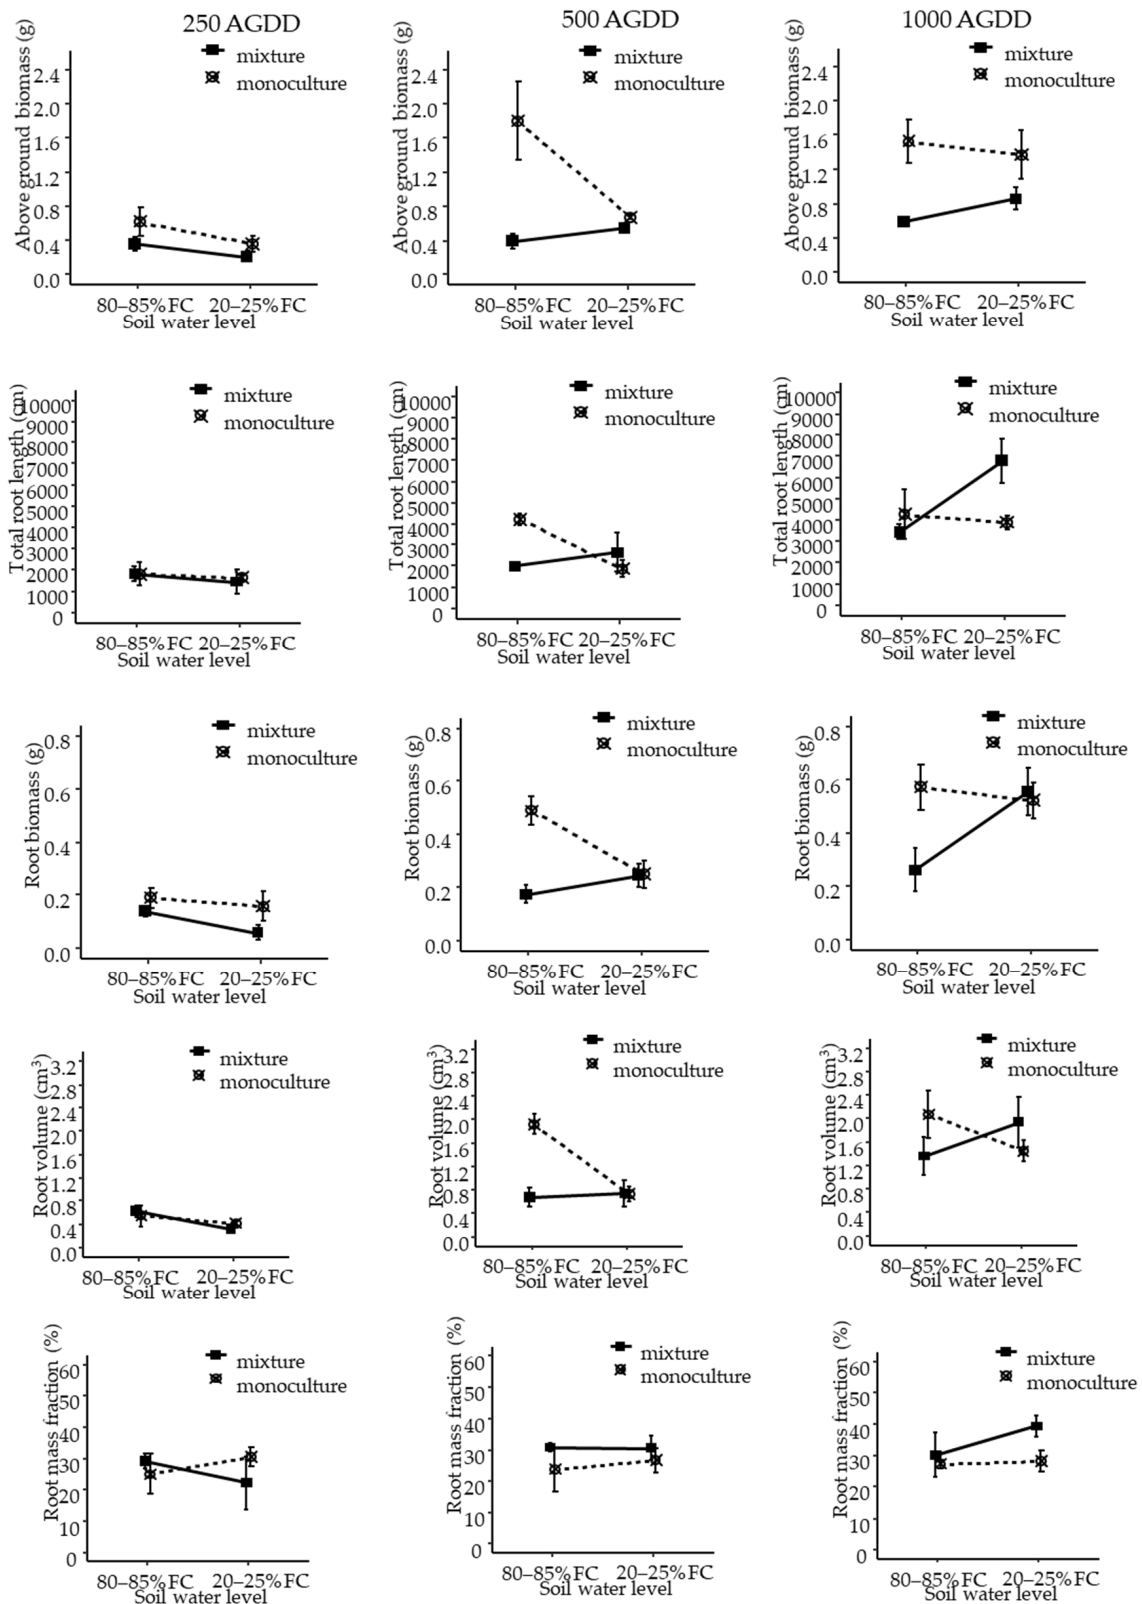 250 AGDD
500 AGDD
1000 AGDD
Above ground biomass (g)
2.4
2.0
1.6
1.2
0.8
0.4
0.0
mixture
monoculture
80–85%FC 20–25%FC
Soil water level
Above ground biomass (g)
2.4
2.0
1.6
1.2
0.8
0.4
0.0
mixture
monoculture
80–85%FC 20–25%FC
Soil water level
Above ground biomass (g)
2.4
2.0
1.6
1.2
0.8
0.4
0.0
mixture
monoculture
80–85%FC 20–25%FC
Soil water level
Total root length (cm)
10000
9000
8000
7000
6000
5000
4000
3000
2000
1000
0
mixture
monoculture
80–85%FC 20–25%FC
Soil water level
Total root length (cm)
10000
9000
8000
7000
6000
5000
4000
3000
2000
1000
0
mixture
monoculture
80–85%FC 20–25%FC
Soil water level
Total root length (cm)
10000
9000
8000
7000
6000
5000
4000
3000
2000
1000
0
mixture
monoculture
80–85%FC 20–25%FC
Soil water level
Root biomass (g)
0.8
0.6
0.4
0.2
0.0
mixture
monoculture
80–85%FC 20–25%FC
Soil water level
Root biomass (g)
0.8
0.6
0.4
0.2
0.0
mixture
monoculture
80–85%FC 20–25%FC
Soil water level
Root biomass (g)
0.8
0.6
0.4
0.2
0.0
mixture
monoculture
80–85%FC 20–25%FC
Soil water level
Root volume (cm³)
3.2
2.8
2.4
2.0
1.6
1.2
0.8
0.4
0.0
mixture
monoculture
80–85%FC 20–25%FC
Soil water level
Root volume (cm³)
3.2
2.8
2.4
2.0
1.6
1.2
0.8
0.4
0.0
mixture
monoculture
80–85%FC 20–25%FC
Soil water level
Root volume (cm³)
3.2
2.8
2.4
2.0
1.6
1.2
0.8
0.4
0.0
mixture
monoculture
80–85%FC 20–25%FC
Soil water level
Root mass fraction (%)
60
50
40
30
20
10
0
mixture
monoculture
80–85%FC 20–25%FC
Soil water level
Root mass fraction (%)
60
50
40
30
20
10
0
mixture
monoculture
80–85%FC 20–25%FC
Soil water level
Root mass fraction (%)
60
50
40
30
20
10
0
mixture
monoculture
80–85%FC 20–25%FC
Soil water level